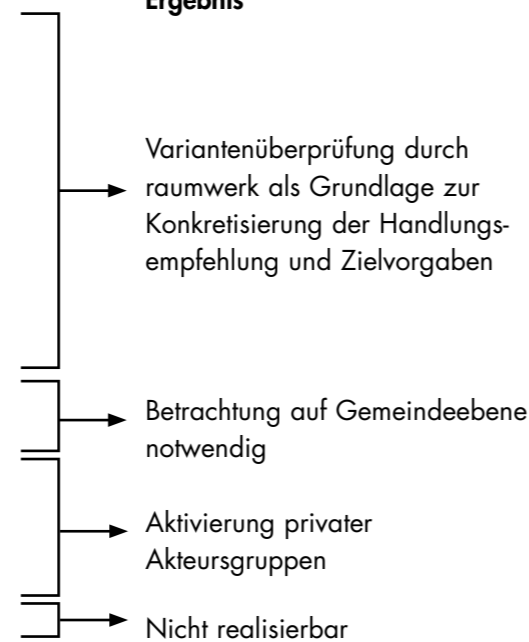 Ergebnis
Variantenüberprüfung durch
raumwerk als Grundlage zur
Konkretisierung der Handlungs-
empfehlung und Zielvorgaben
Betrachtung auf Gemeindeebene
notwendig
Aktivierung privater
Akteursgruppen
Nicht realisierbar